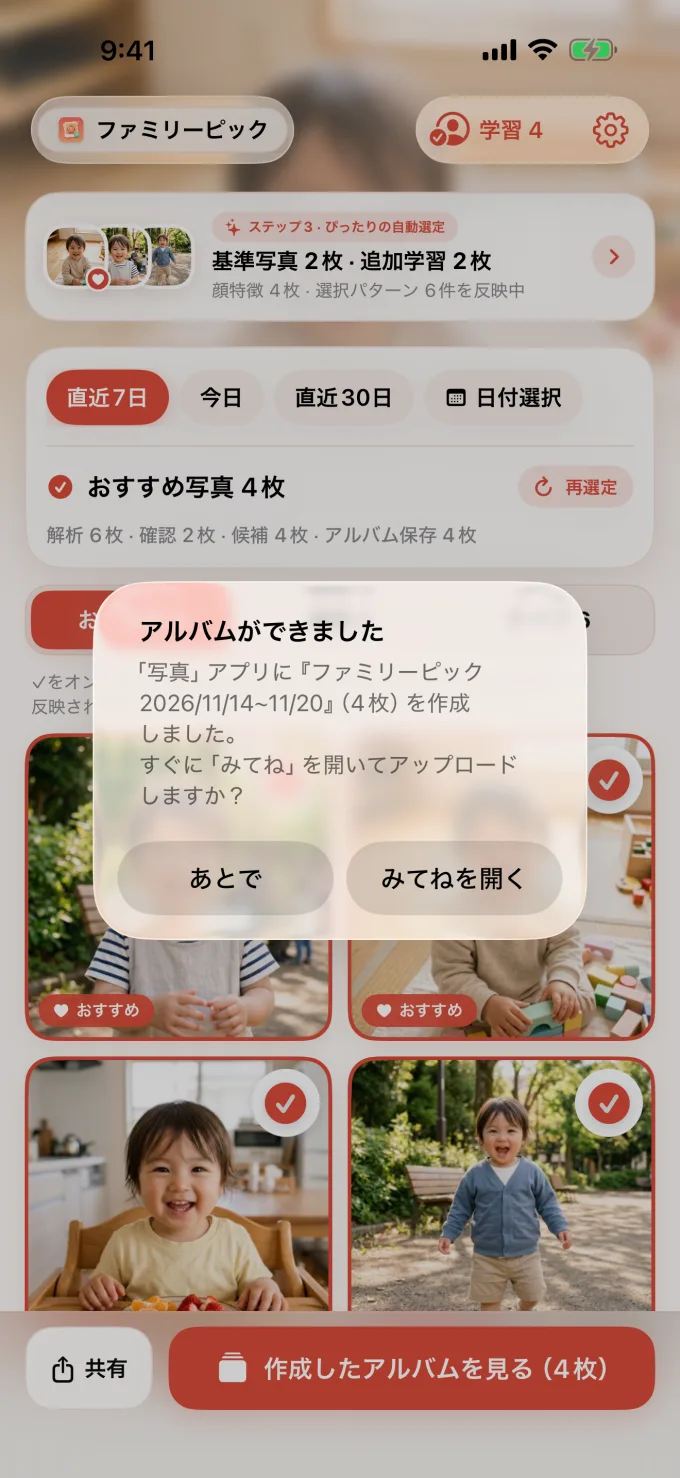 9:41
ファミリーピック
学習 4
ステップ3・ぴったりの自動選定
基準写真 2枚・追加学習 2枚
顔特徴 4枚・選択パターン 6件を反映中
直近7日
今日
直近30日
日付選択
おすすめ写真 4枚
再選定
解析 6枚・確認 2枚・候補 4枚・アルバム保存 4枚
お
✓をオン
反映され
アルバムができました
「写真」アプリに『ファミリーピック
2026/11/14~11/20』（4枚）を作成
しました。
すぐに「みてね」を開いてアップロード
しますか？
あとで
みてねを開く
おすすめ
おすすめ
共有
作成したアルバムを見る（4枚）